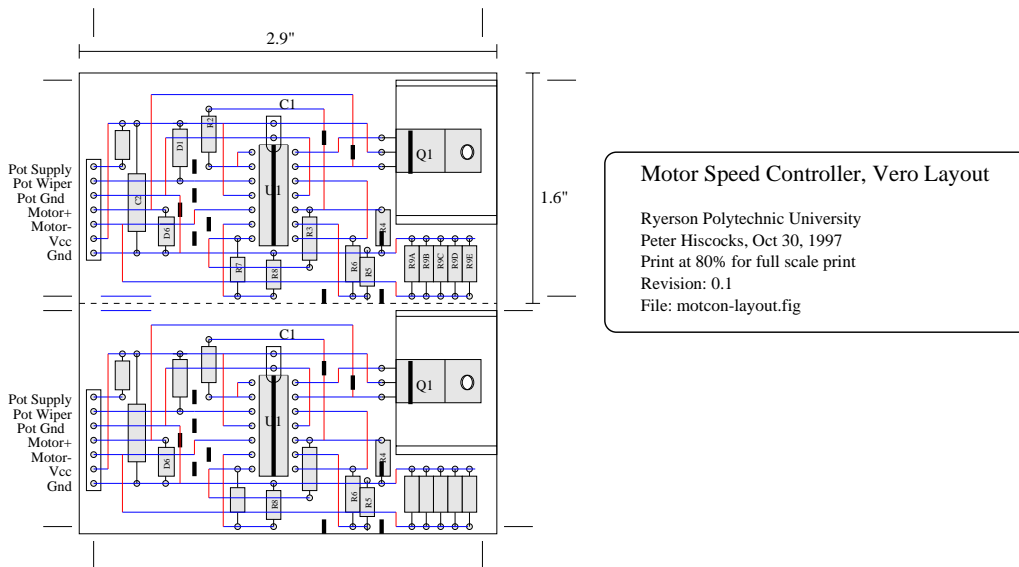 2.9"
C1
R2
D1
Q1
Pot Supply
Pot Wiper
Pot Gnd
Motor+
Motor-
Vcc
Gnd
U1
C2
D6
R3
R4
R7
R8
R6
R5
R9A
R9B
R9C
R9D
R9E
1.6"
Motor Speed Controller, Vero Layout
Ryerson Polytechnic University
Peter Hiscocks, Oct 30, 1997
Print at 80% for full scale print
Revision: 0.1
File: motcon-layout.fig
C1
Q1
Pot Supply
Pot Wiper
Pot Gnd
Motor+
Motor-
Vcc
Gnd
U1
D6
R4
R8
R6
R5